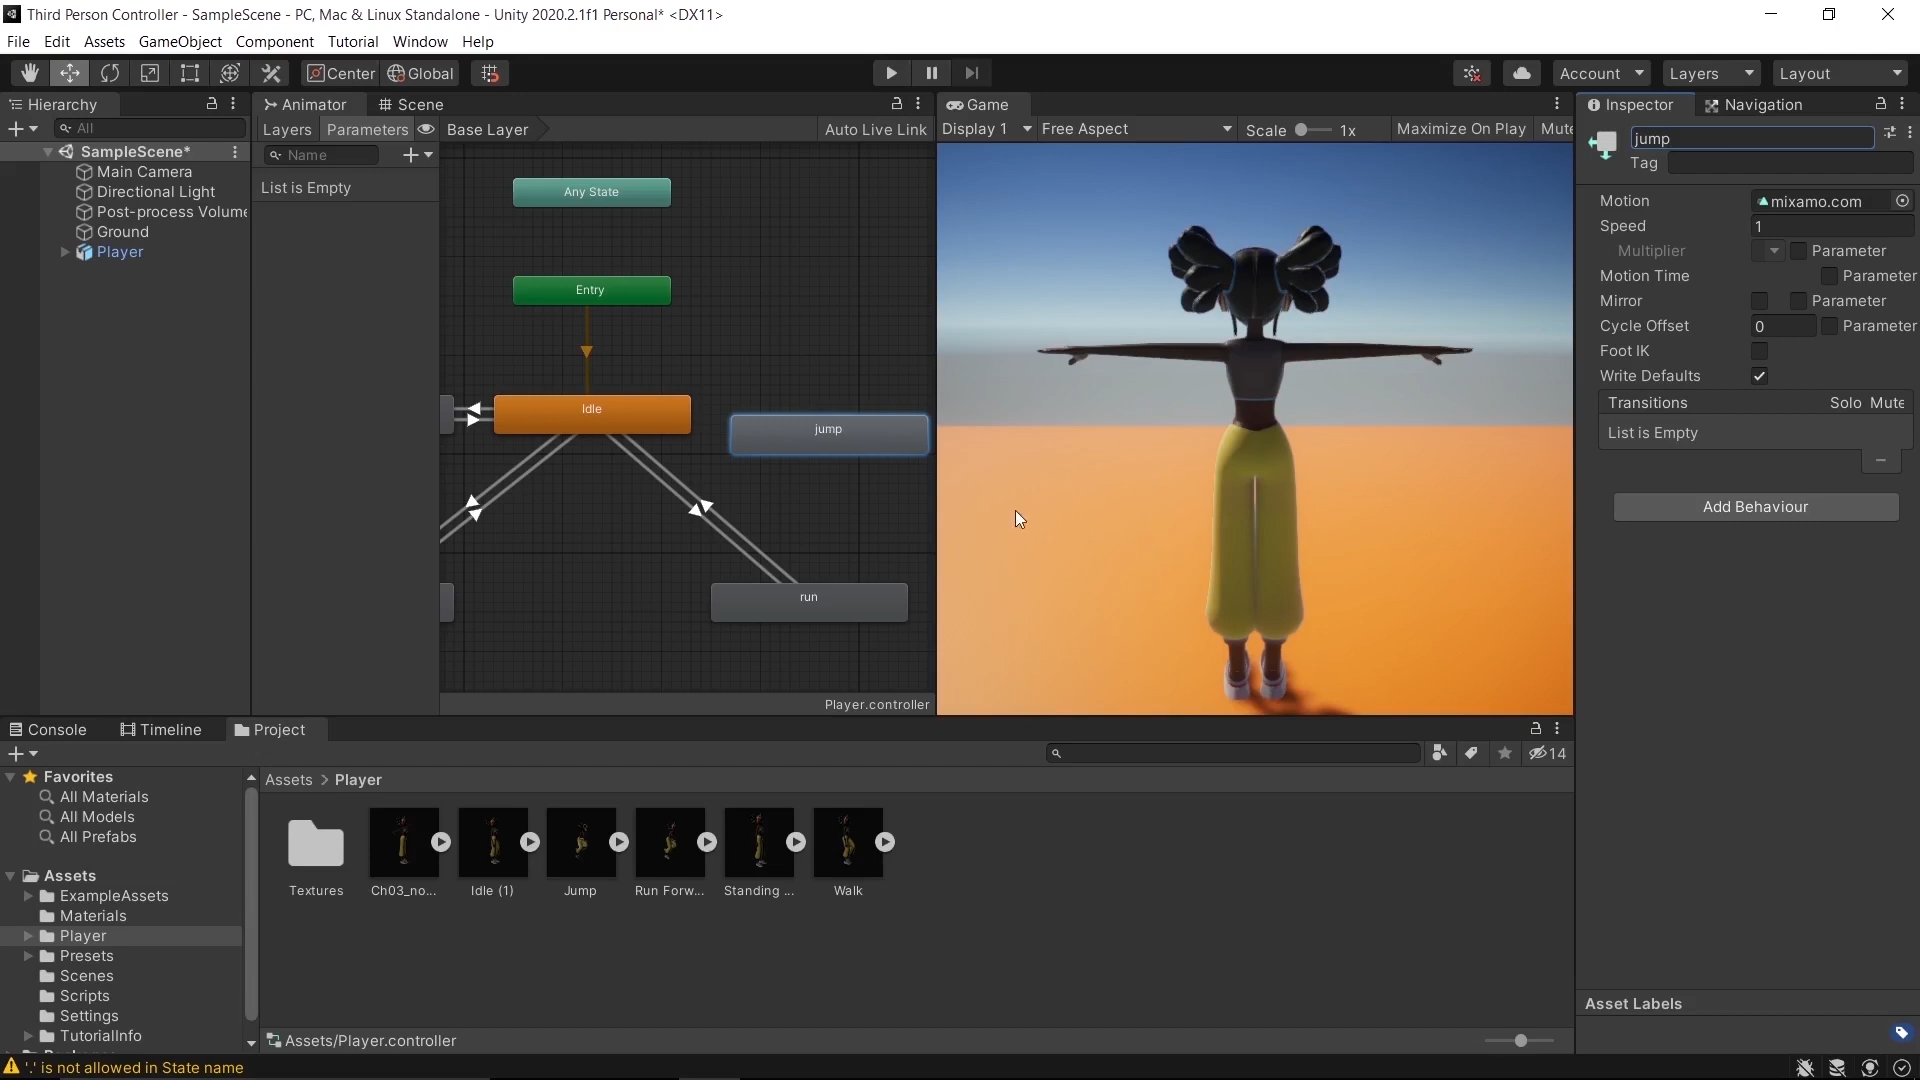 Third Person Controller - SampleScene - PC, Mac & Linux Standalone - Unity 2020.2.1f1 Personal* <DX11>
File Edit Assets GameObject Component Tutorial Window Help
Center Global Account Layers Layout
Hierarchy Animator Scene Game Inspector Navigation
All Layers Parameters Base Layer Auto Live Link Display 1 Free Aspect Scale 1x Maximize On Play Mute
jump
Tag
Name
List is Empty
SampleScene*
Main Camera
Directional Light
Post-process Volume
Ground
Player
Any State
Entry
Idle
jump
run
Player.controller
Motion mixamo.com
Speed 1
Multiplier Parameter
Motion Time Parameter
Mirror Parameter
Cycle Offset 0 Parameter
Foot IK
Write Defaults
Transitions Solo Mute
List is Empty
Add Behaviour
Console Timeline Project
14
Favorites
All Materials
All Models
All Prefabs
Assets
ExampleAssets
Materials
Player
Presets
Scenes
Scripts
Settings
TutorialInfo
Assets > Player
Textures Ch03_no... Idle (1) Jump Run Forw... Standing ... Walk
Assets/Player.controller
Asset Labels
'.' is not allowed in State name